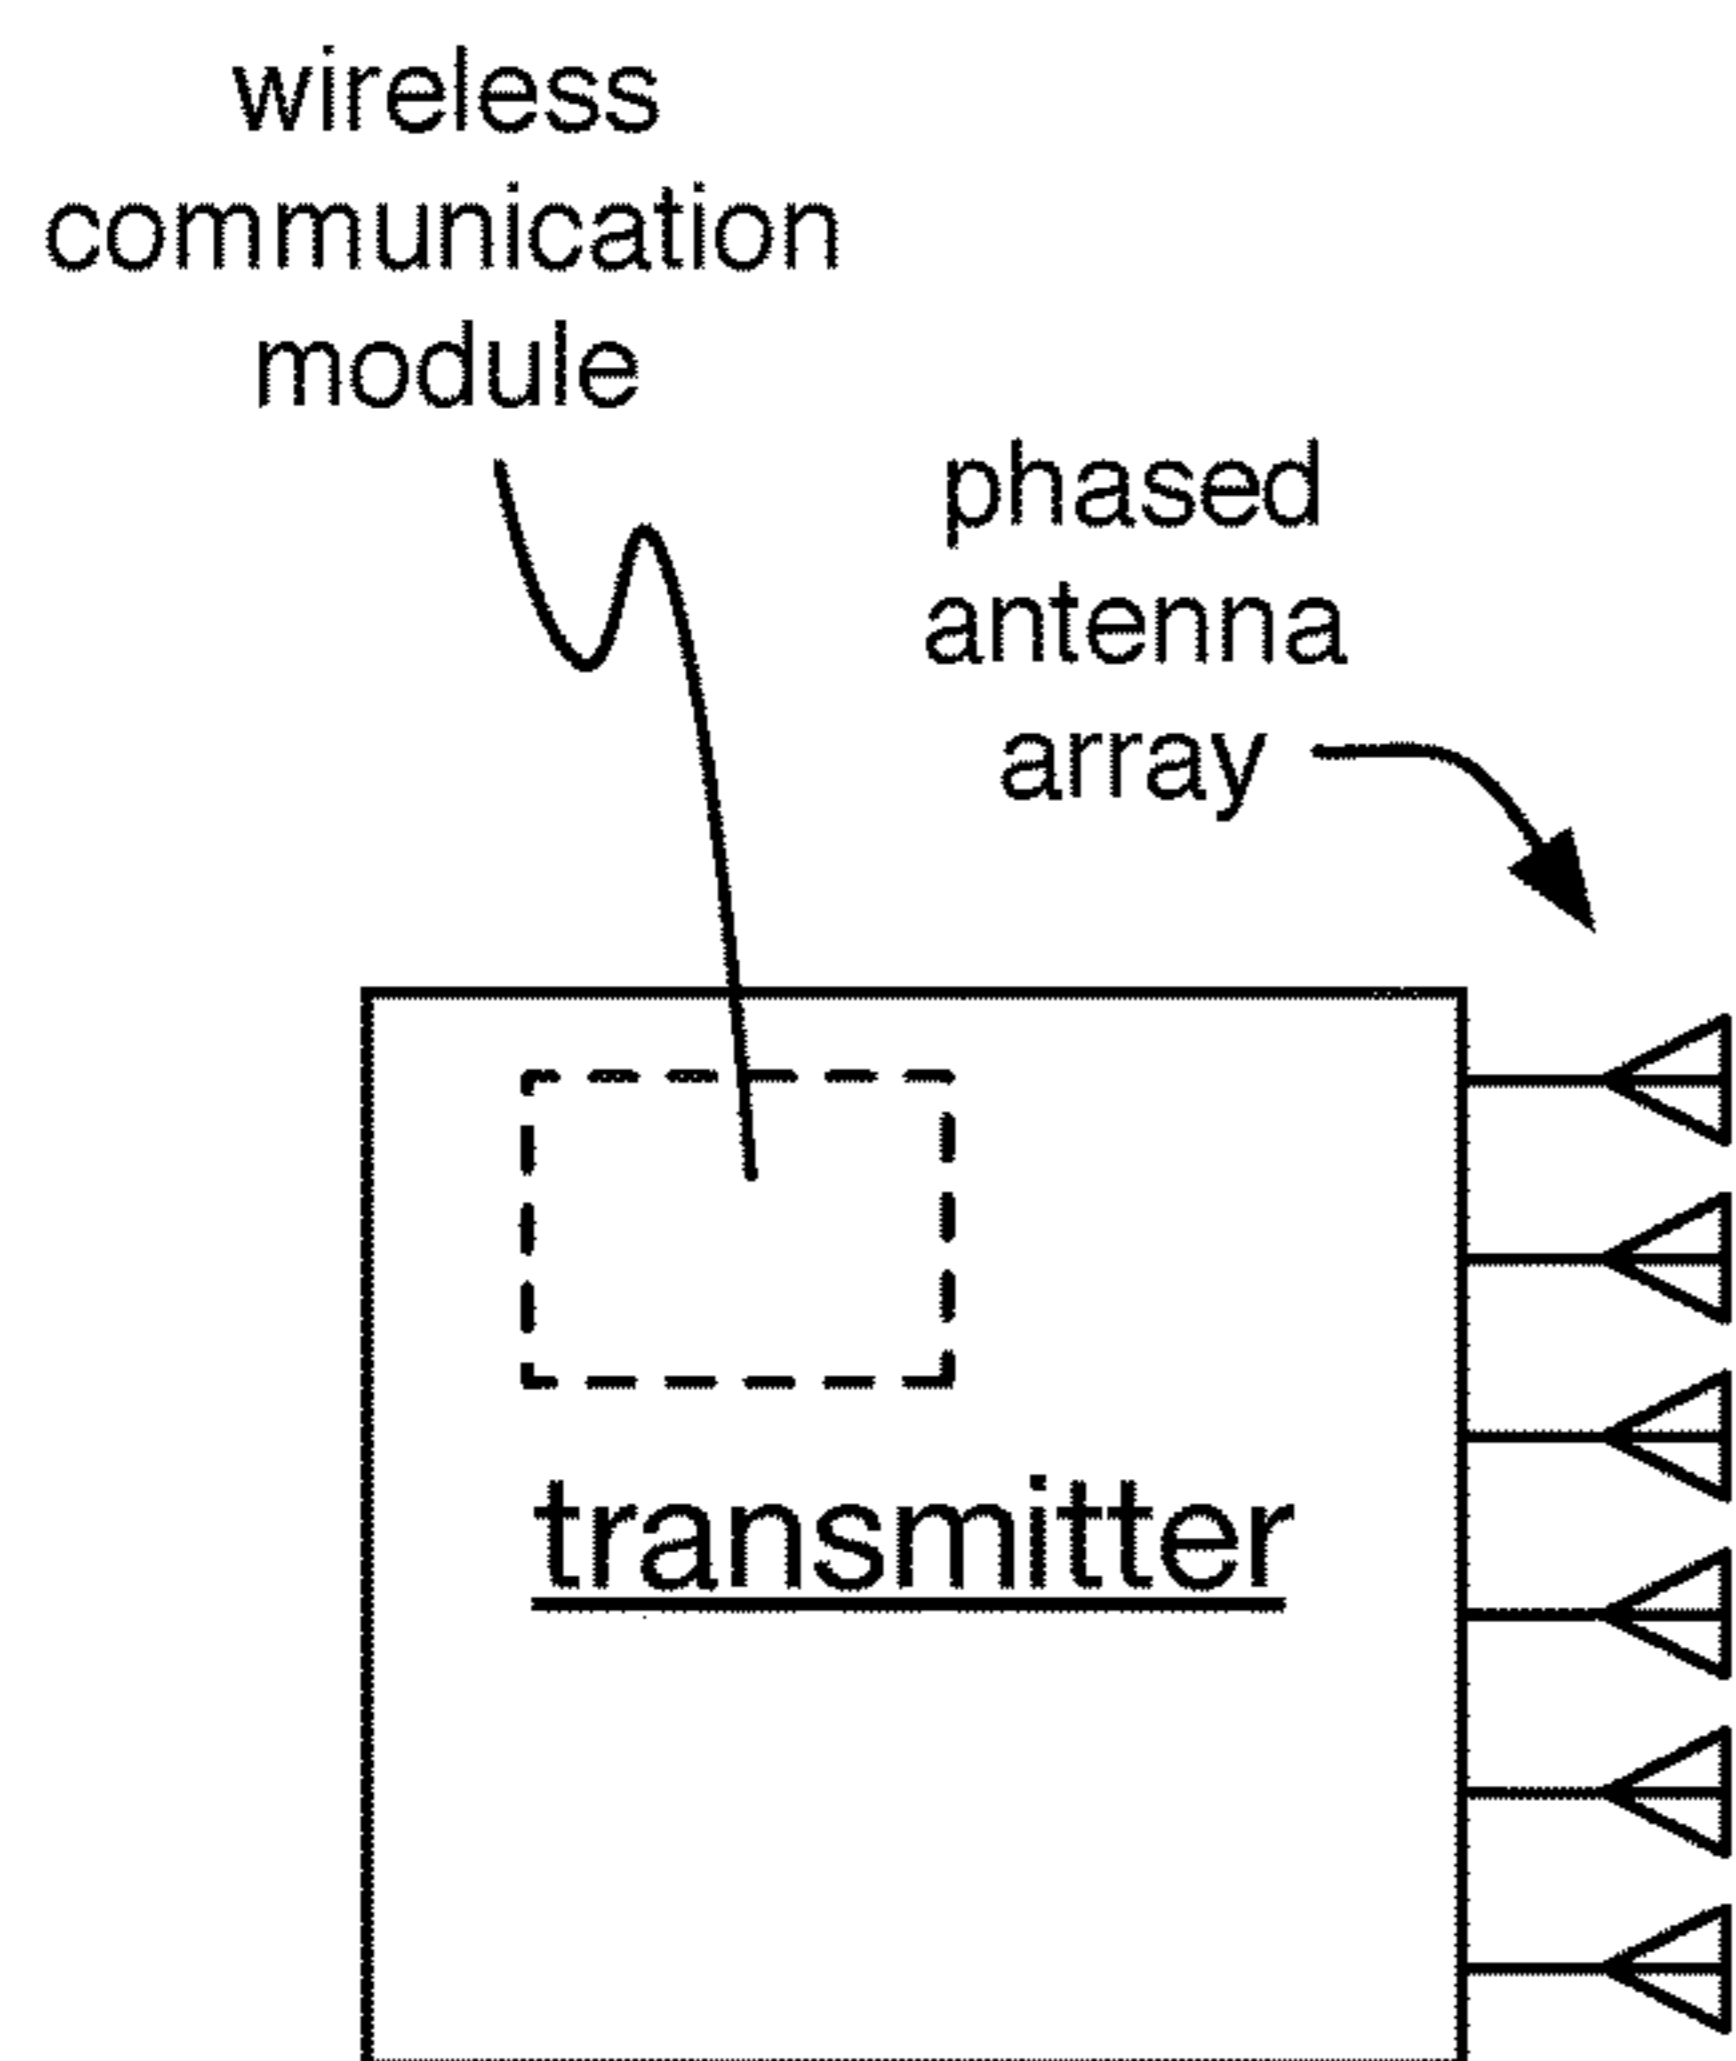 wireless
communication
module
phased
antenna
array
transmitter